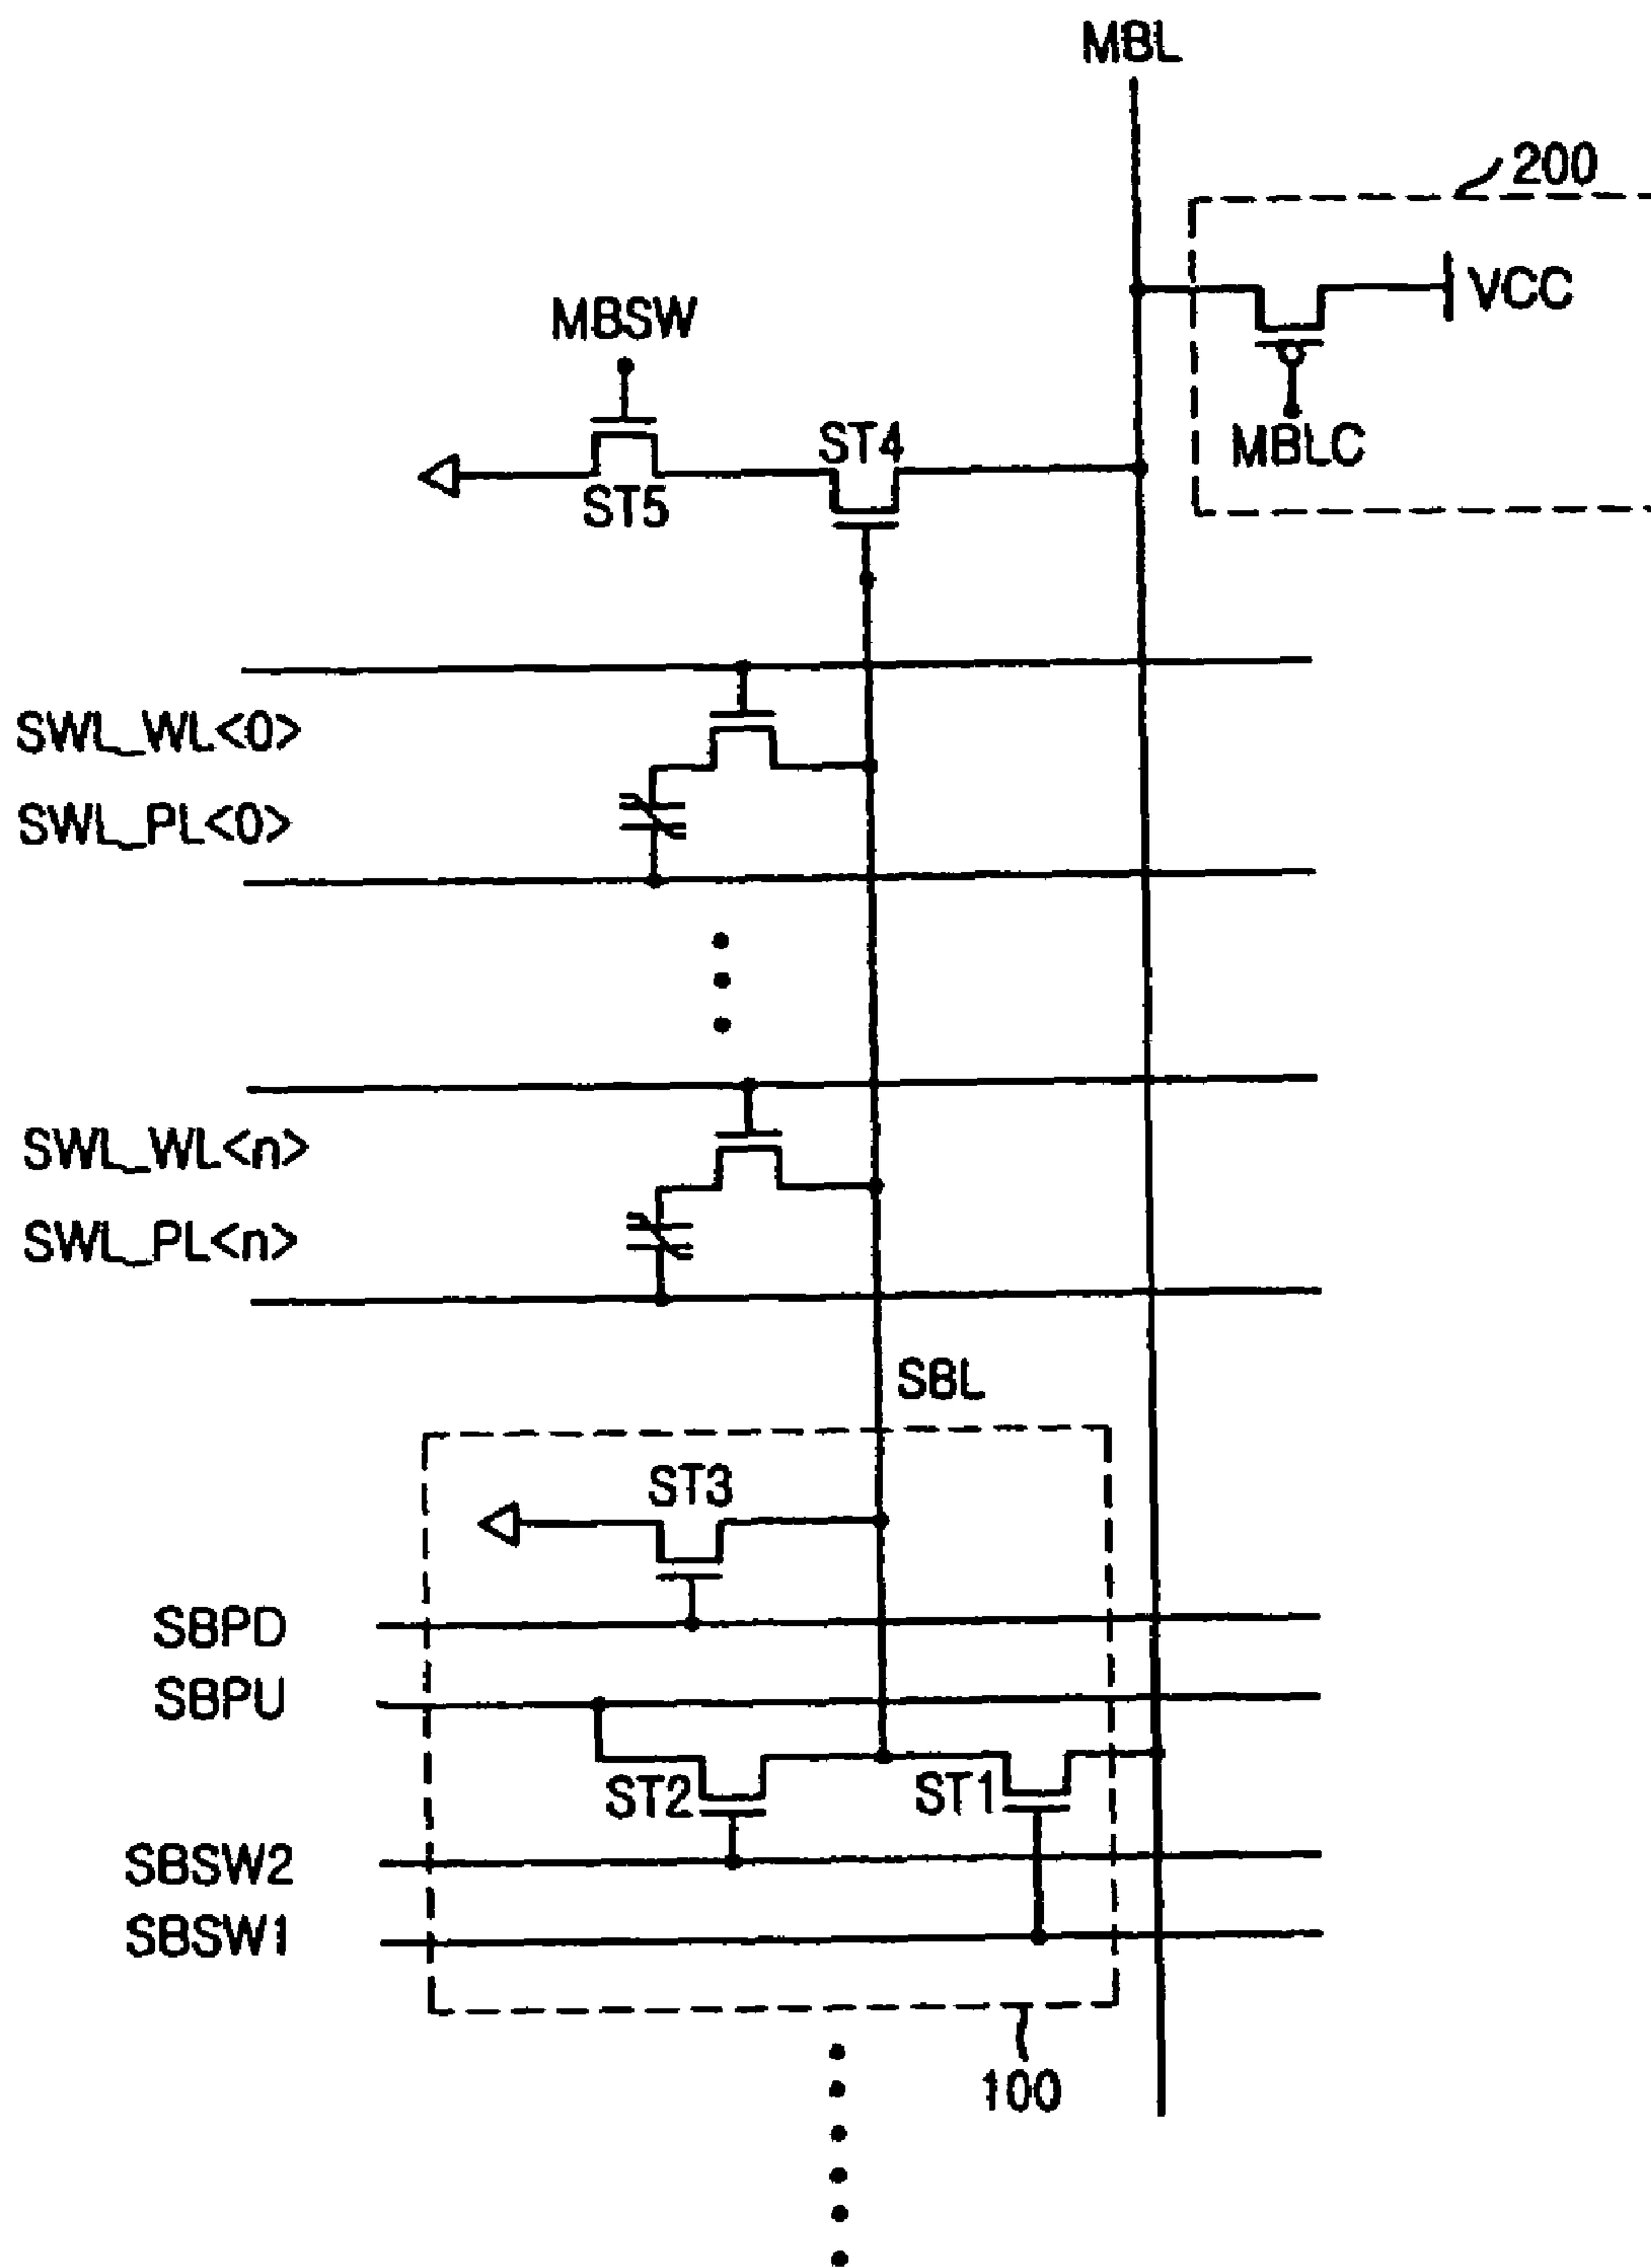 MBL
200
VCC
MBSW
ST4
MBLC
ST5
SWL_WL<0>
SWL_PL<0>
SWL_WL<n>
SWL_PL<n>
SBL
ST3
SBPD
SBPU
ST2
ST1
SBSW2
SBSW1
100